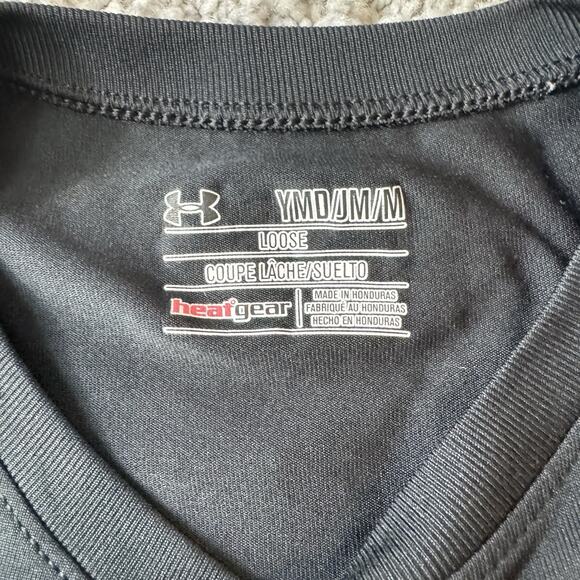 YMD/JM/M
LOOSE
COUPE LÂCHE/SUELTO
heatgear
MADE IN HONDURAS
FABRIQUÉ AU HONDURAS
HECHO EN HONDURAS